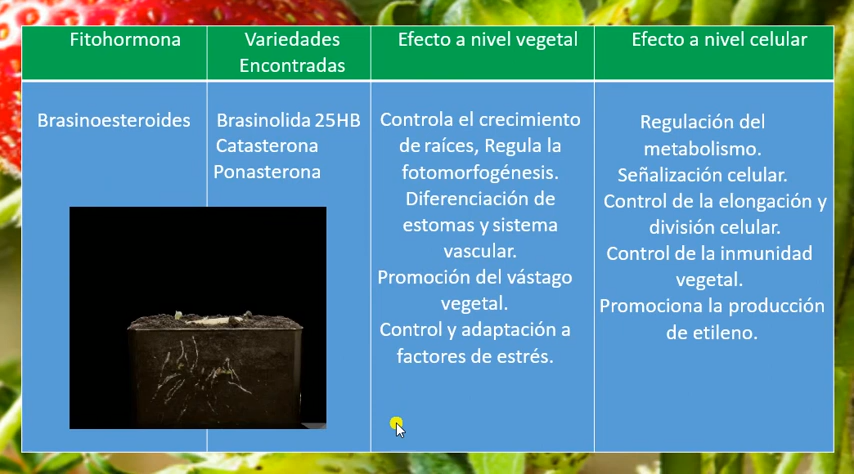 Fitohormona
Variedades
Encontradas
Efecto a nivel vegetal
Efecto a nivel celular
Brasinoesteroides
Brasinolida 25HB
Catasterona
Ponasterona
Controla el crecimiento
de raíces, Regula la
fotomorfogénesis.
Diferenciación de
estomas y sistema
vascular.
Promoción del vástago
vegetal.
Control y adaptación a
factores de estrés.
Regulación del
metabolismo.
Señalización celular.
Control de la elongación y
división celular.
Control de la inmunidad
vegetal.
Promociona la producción
de etileno.